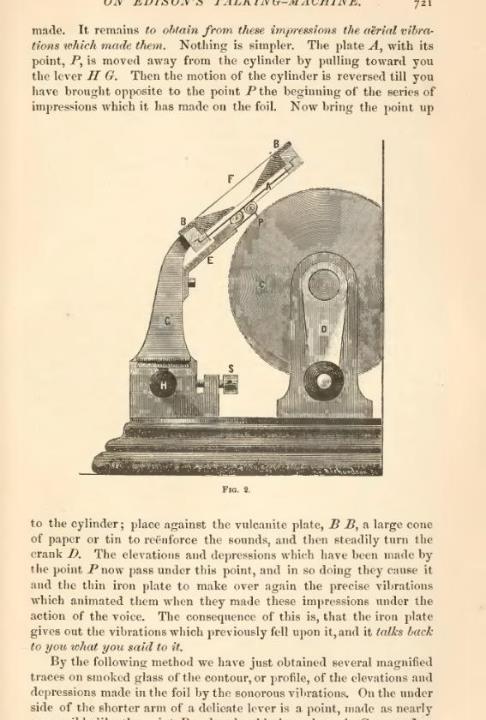 ON EDISON'S TALKING-MACHINE. 721
made. It remains to obtain from these impressions the aërial vibra-
tions which made them. Nothing is simpler. The plate A, with its
point, P, is moved away from the cylinder by pulling toward you
the lever H G. Then the motion of the cylinder is reversed till you
have brought opposite to the point P the beginning of the series of
impressions which it has made on the foil. Now bring the point up
B
F
A
B
P
E
C
G
D
S
H
Fig. 2.
to the cylinder; place against the vulcanite plate, B B, a large cone
of paper or tin to reënforce the sounds, and then steadily turn the
crank D. The elevations and depressions which have been made by
the point P now pass under this point, and in so doing they cause it
and the thin iron plate to make over again the precise vibrations
which animated them when they made these impressions under the
action of the voice. The consequence of this is, that the iron plate
gives out the vibrations which previously fell upon it, and it talks back
to you what you said to it.
By the following method we have just obtained several magnified
traces on smoked glass of the contour, or profile, of the elevations and
depressions made in the foil by the sonorous vibrations. On the under
side of the shorter arm of a delicate lever is a point, made as nearly